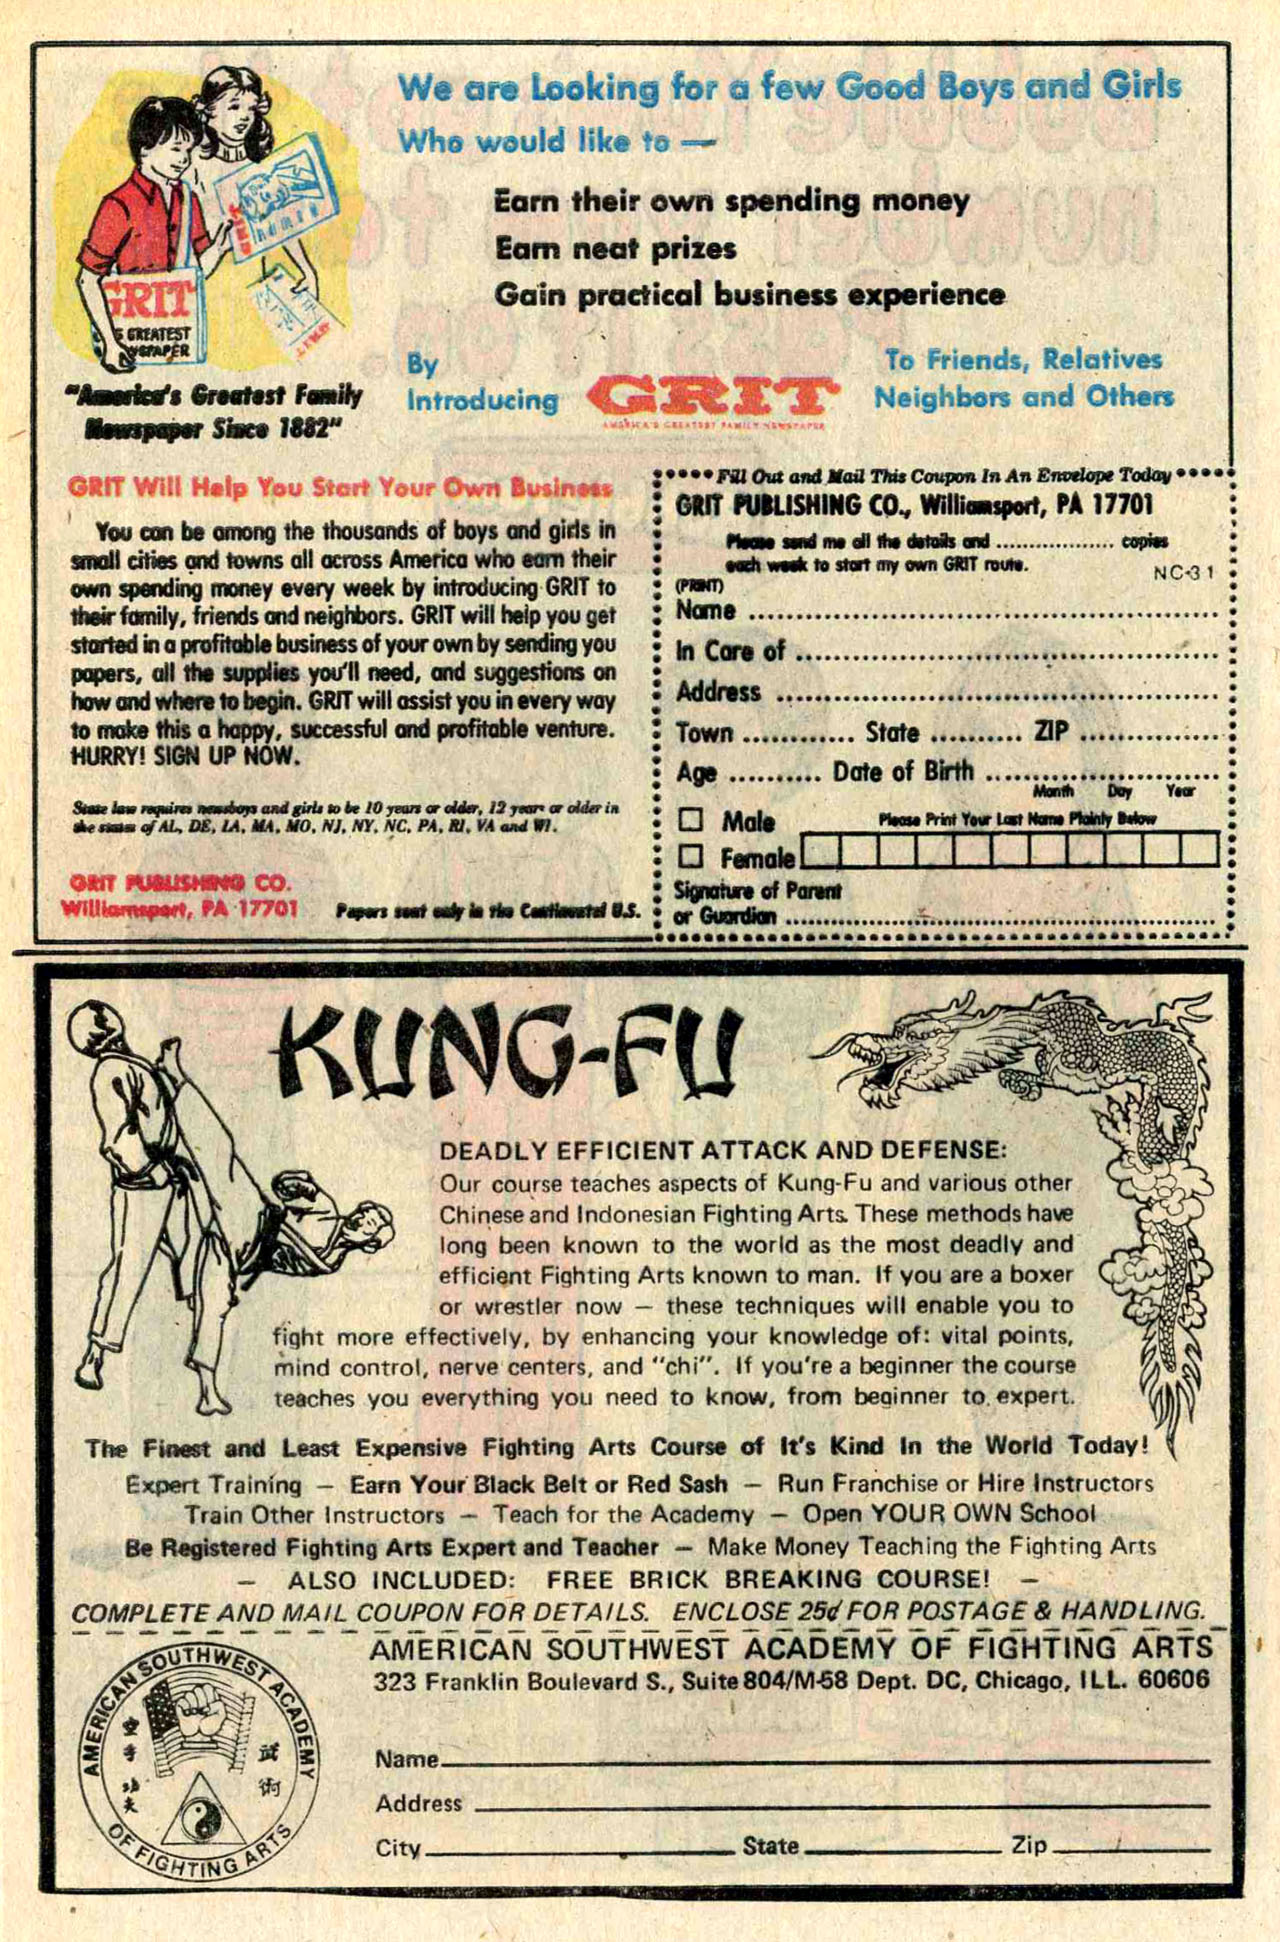 We are Looking for a few Good Boys and Girls
Who would like to —
Earn their own spending money
Earn neat prizes
Gain practical business experience
By
Introducing
GRIT
AMERICA'S GREATEST FAMILY NEWSPAPER
To Friends, Relatives
Neighbors and Others
GRIT
GREATEST
"America's Greatest Family
Newspaper Since 1882"
GRIT Will Help You Start Your Own Business
You can be among the thousands of boys and girls in
small cities and towns all across America who earn their
own spending money every week by introducing GRIT to
their family, friends and neighbors. GRIT will help you get
started in a profitable business of your own by sending you
papers, all the supplies you'll need, and suggestions on
how and where to begin. GRIT will assist you in every way
to make this a happy, successful and profitable venture.
HURRY! SIGN UP NOW.
State law requires newsboys and girls to be 10 years or older, 12 years or older in
the states of AL, DE, LA, MA, MO, NJ, NY, NC, PA, RI, VA and WI.
GRIT PUBLISHING CO.
Williamsport, PA 17701
Papers sent only in the Continental U.S.
Fill Out and Mail This Coupon In An Envelope Today
GRIT PUBLISHING CO., Williamsport, PA 17701
Please send me all the details and .................. copies
each week to start my own GRIT route.
NC-31
(PRINT)
Name
In Care of
Address
Town ............ State .......... ZIP
Age .......... Date of Birth
Month Day Year
Male
Please Print Your Last Name Plainly Below
Female
Signature of Parent
or Guardian
KUNG-FU
DEADLY EFFICIENT ATTACK AND DEFENSE:
Our course teaches aspects of Kung-Fu and various other
Chinese and Indonesian Fighting Arts. These methods have
long been known to the world as the most deadly and
efficient Fighting Arts known to man. If you are a boxer
or wrestler now — these techniques will enable you to
fight more effectively, by enhancing your knowledge of: vital points,
mind control, nerve centers, and "chi". If you're a beginner the course
teaches you everything you need to know, from beginner to expert.
The Finest and Least Expensive Fighting Arts Course of It's Kind In the World Today!
Expert Training — Earn Your Black Belt or Red Sash — Run Franchise or Hire Instructors
Train Other Instructors — Teach for the Academy — Open YOUR OWN School
Be Registered Fighting Arts Expert and Teacher — Make Money Teaching the Fighting Arts
— ALSO INCLUDED: FREE BRICK BREAKING COURSE! —
COMPLETE AND MAIL COUPON FOR DETAILS. ENCLOSE 25¢ FOR POSTAGE & HANDLING.
AMERICAN SOUTHWEST ACADEMY OF FIGHTING ARTS
323 Franklin Boulevard S., Suite 804/M-58 Dept. DC, Chicago, ILL. 60606
AMERICAN SOUTHWEST ACADEMY
OF FIGHTING ARTS
空手功夫
武術
Name
Address
City State Zip